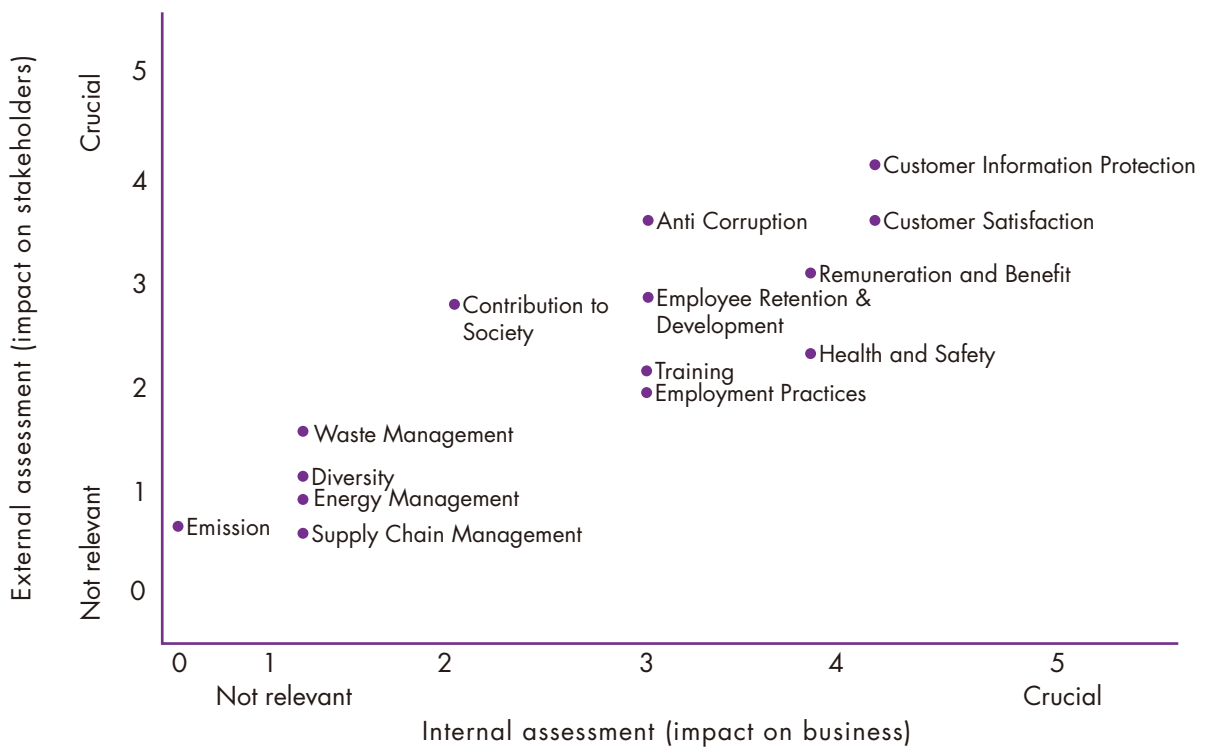 External assessment (impact on stakeholders)
Crucial
Not relevant
5
4
3
2
1
0
Customer Information Protection
Anti Corruption
Customer Satisfaction
Remuneration and Benefit
Employee Retention &
Development
Contribution to
Society
Health and Safety
Training
Employment Practices
Waste Management
Diversity
Energy Management
Emission
Supply Chain Management
0 1 2 3 4 5
Not relevant Crucial
Internal assessment (impact on business)